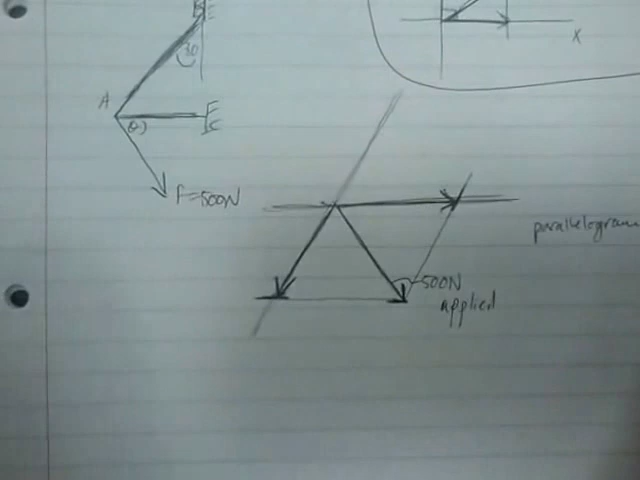 B
30
x
A
(θ)
C
F=500N
parallelogram
500N
applied